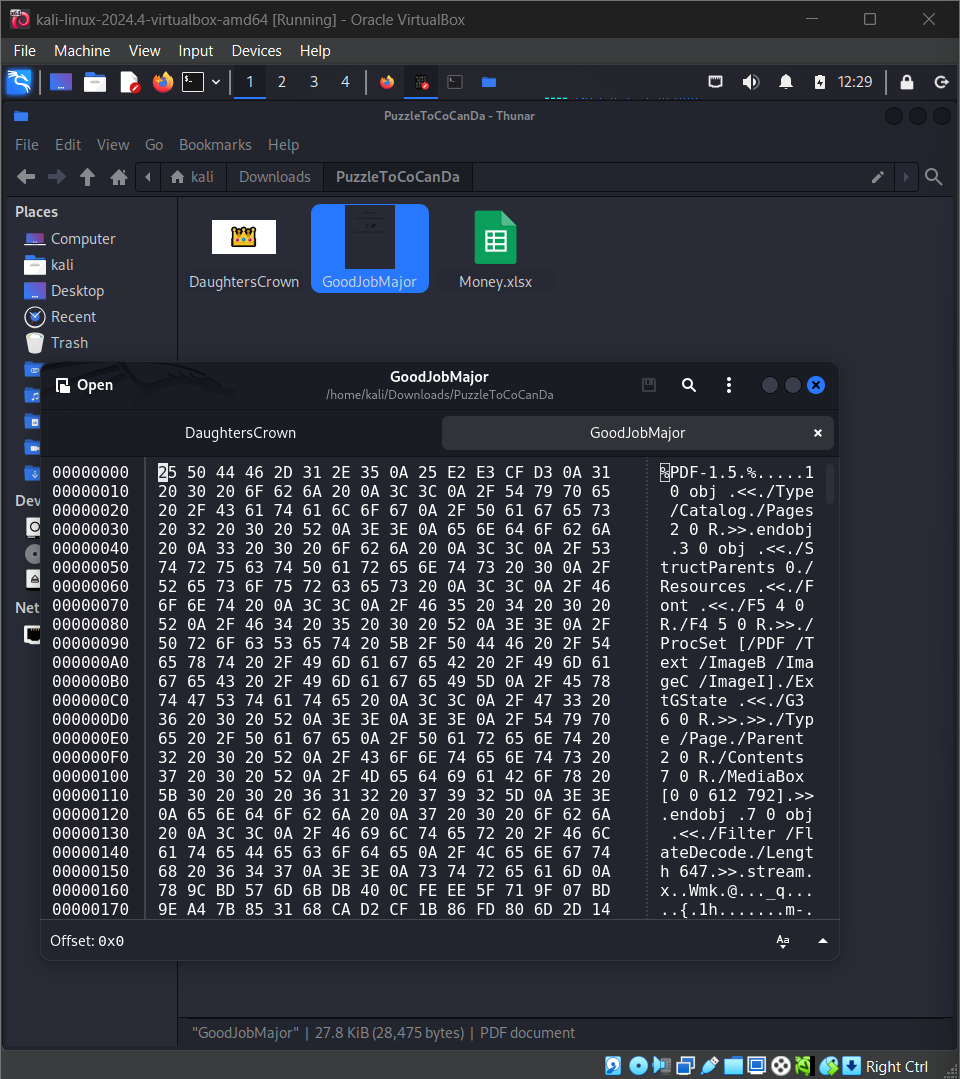 kali-linux-2024.4-virtualbox-amd64 [Running] - Oracle VirtualBox
File Machine View Input Devices Help
1 2 3 4 12:29
PuzzleToCoCanDa - Thunar
File Edit View Go Bookmarks Help
kali Downloads PuzzleToCoCanDa
Places
Computer
kali
Desktop
Recent
Trash
DaughtersCrown GoodJobMajor Money.xlsx
Open
GoodJobMajor
/home/kali/Downloads/PuzzleToCoCanDa
DaughtersCrown GoodJobMajor
00000000 25 50 44 46 2D 31 2E 35 0A 25 E2 E3 CF D3 0A 31 %PDF-1.5.%.....1
00000010 20 30 20 6F 62 6A 20 0A 3C 3C 0A 2F 54 79 70 65 0 obj .<<./Type
00000020 20 2F 43 61 74 61 6C 6F 67 0A 2F 50 61 67 65 73 /Catalog./Pages
00000030 20 32 20 30 20 52 0A 3E 3E 0A 65 6E 64 6F 62 6A 2 0 R.>>.endobj
00000040 20 0A 33 20 30 20 6F 62 6A 20 0A 3C 3C 0A 2F 53 .3 0 obj .<<./S
00000050 74 72 75 63 74 50 61 72 65 6E 74 73 20 30 0A 2F tructParents 0./
00000060 52 65 73 6F 75 72 63 65 73 20 0A 3C 3C 0A 2F 46 Resources .<<./F
00000070 6F 6E 74 20 0A 3C 3C 0A 2F 46 35 20 34 20 30 20 ont .<<./F5 4 0
00000080 52 0A 2F 46 34 20 35 20 30 20 52 0A 3E 3E 0A 2F R./F4 5 0 R.>>./
00000090 50 72 6F 63 53 65 74 20 5B 2F 50 44 46 20 2F 54 ProcSet [/PDF /T
000000A0 65 78 74 20 2F 49 6D 61 67 65 42 20 2F 49 6D 61 ext /ImageB /Ima
000000B0 67 65 43 20 2F 49 6D 61 67 65 49 5D 0A 2F 45 78 geC /ImageI]./Ex
000000C0 74 47 53 74 61 74 65 20 0A 3C 3C 0A 2F 47 33 20 tGState .<<./G3
000000D0 36 20 30 20 52 0A 3E 3E 0A 3E 3E 0A 2F 54 79 70 6 0 R.>>.>>./Typ
000000E0 65 20 2F 50 61 67 65 0A 2F 50 61 72 65 6E 74 20 e /Page./Parent
000000F0 32 20 30 20 52 0A 2F 43 6F 6E 74 65 6E 74 73 20 2 0 R./Contents
00000100 37 20 30 20 52 0A 2F 4D 65 64 69 61 42 6F 78 20 7 0 R./MediaBox
00000110 5B 30 20 30 20 36 31 32 20 37 39 32 5D 0A 3E 3E [0 0 612 792].>>
00000120 0A 65 6E 64 6F 62 6A 20 0A 37 20 30 20 6F 62 6A .endobj .7 0 obj
00000130 20 0A 3C 3C 0A 2F 46 69 6C 74 65 72 20 2F 46 6C .<<./Filter /Fl
00000140 61 74 65 44 65 63 6F 64 65 0A 2F 4C 65 6E 67 74 ateDecode./Lengt
00000150 68 20 36 34 37 0A 3E 3E 0A 73 74 72 65 61 6D 0A h 647.>>.stream.
00000160 78 9C BD 57 6D 6B DB 40 0C FE EE 5F 71 9F 07 BD x..Wmk.@..._q...
00000170 9E A4 7B 85 31 68 CA D2 CF 1B 86 FD 80 6D 2D 14 ..{.1h.......m-.
Dev
Net
Offset: 0x0
"GoodJobMajor" | 27.8 KiB (28,475 bytes) | PDF document
Right Ctrl